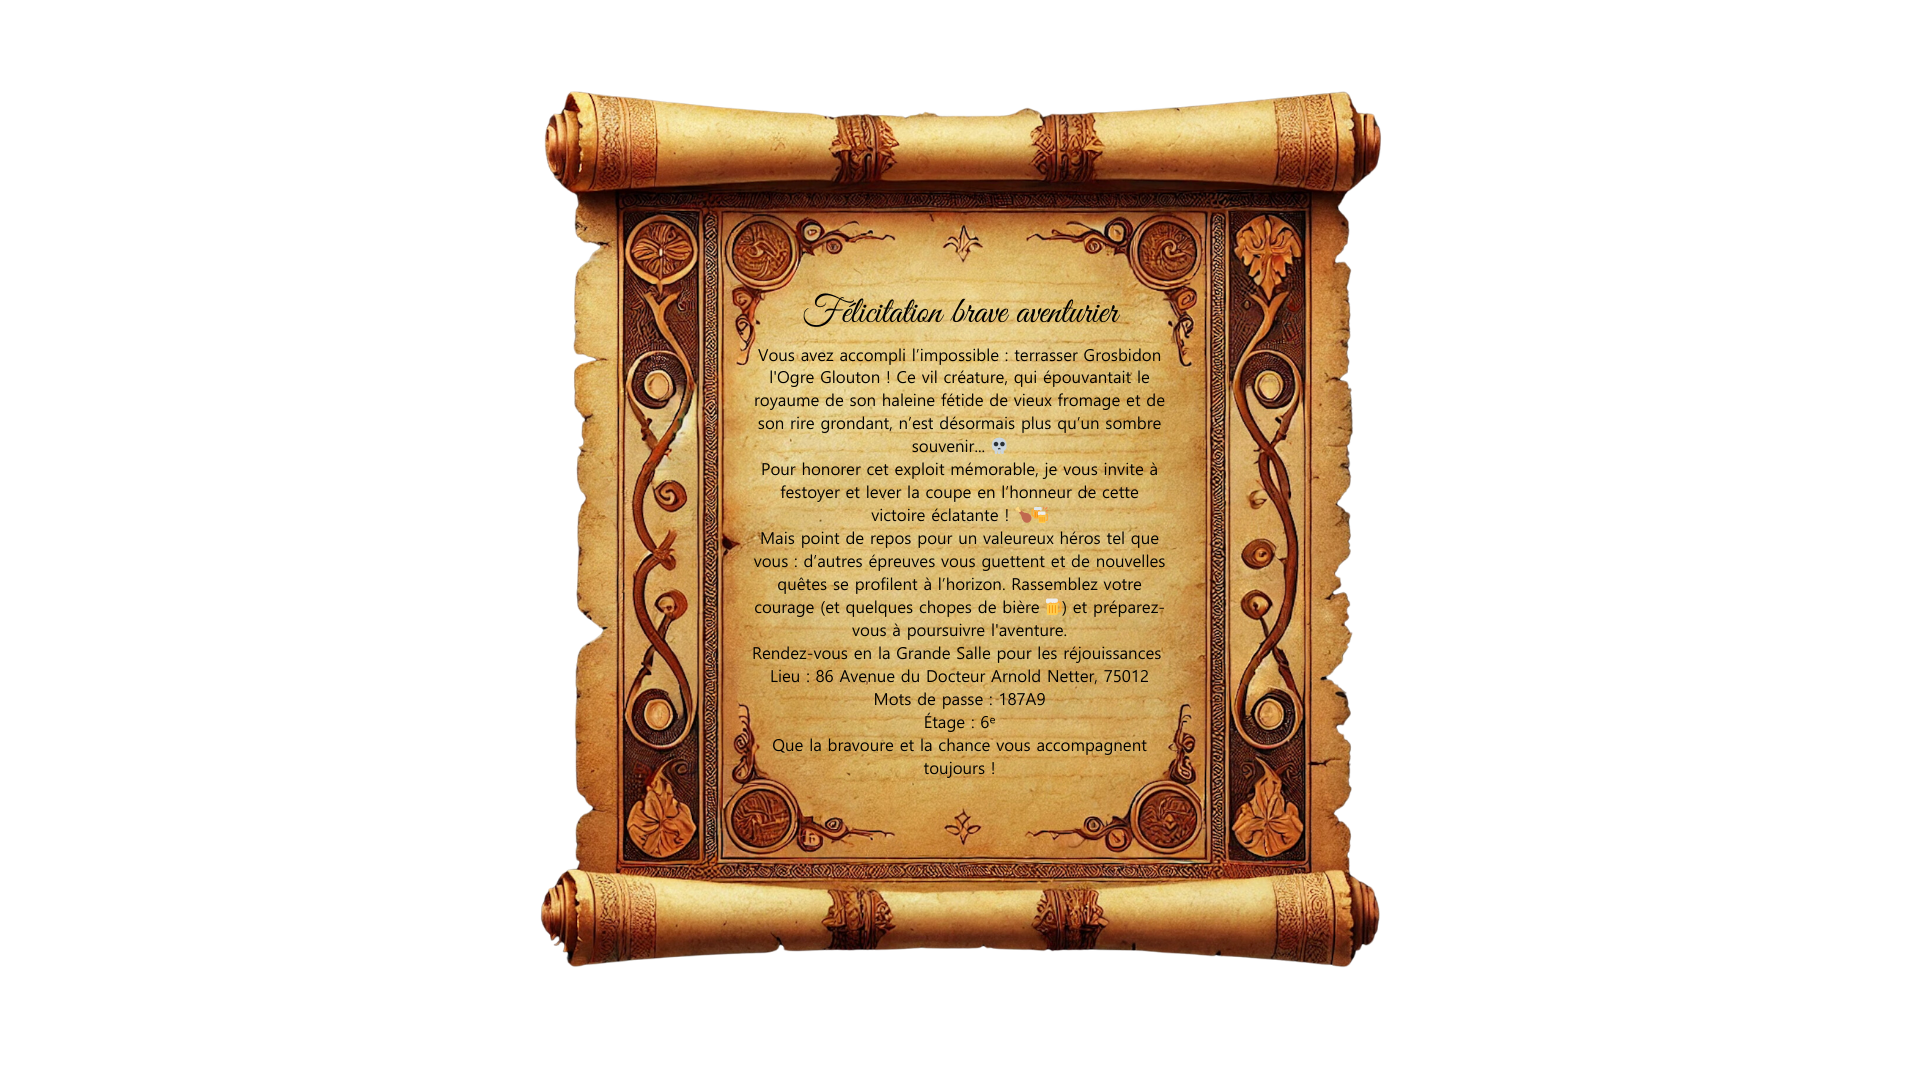 Félicitation brave aventurier
Vous avez accompli l’impossible : terrasser Grosbidon
l'Ogre Glouton ! Ce vil créature, qui épouvantait le
royaume de son haleine fétide de vieux fromage et de
son rire grondant, n’est désormais plus qu’un sombre
souvenir... 💀
Pour honorer cet exploit mémorable, je vous invite à
festoyer et lever la coupe en l’honneur de cette
victoire éclatante ! 🍗🍻
Mais point de repos pour un valeureux héros tel que
vous : d’autres épreuves vous guettent et de nouvelles
quêtes se profilent à l’horizon. Rassemblez votre
courage (et quelques chopes de bière 🍺) et préparez-
vous à poursuivre l'aventure.
Rendez-vous en la Grande Salle pour les réjouissances
Lieu : 86 Avenue du Docteur Arnold Netter, 75012
Mots de passe : 187A9
Étage : 6ᵉ
Que la bravoure et la chance vous accompagnent
toujours !